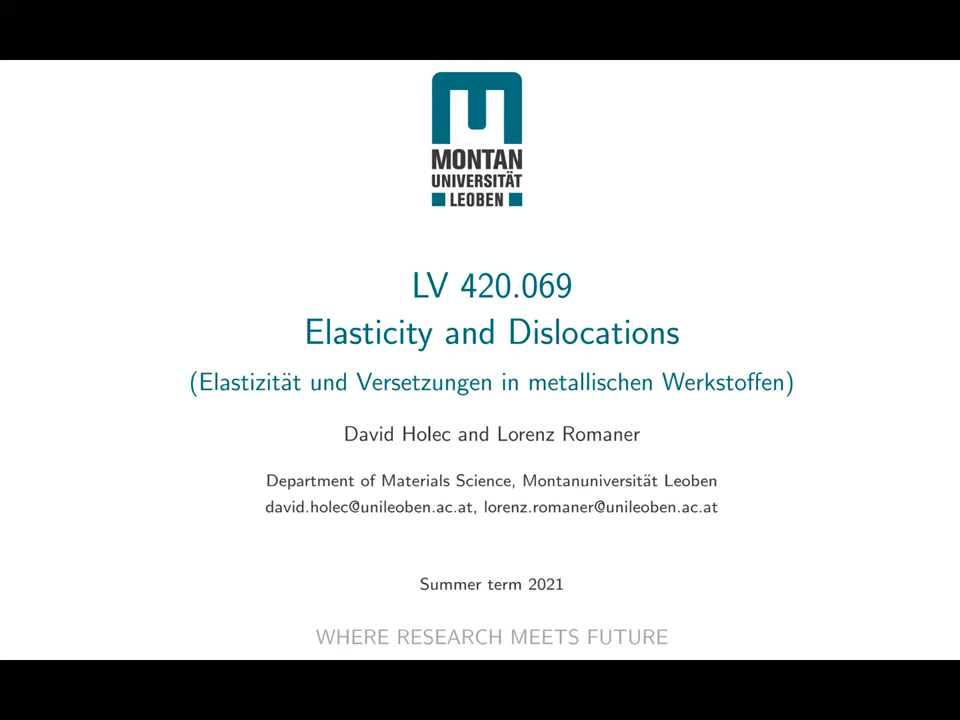 MONTAN
UNIVERSITÄT
LEOBEN
LV 420.069
Elasticity and Dislocations
(Elastizität und Versetzungen in metallischen Werkstoffen)
David Holec and Lorenz Romaner
Department of Materials Science, Montanuniversität Leoben
david.holec@unileoben.ac.at, lorenz.romaner@unileoben.ac.at
Summer term 2021
WHERE RESEARCH MEETS FUTURE